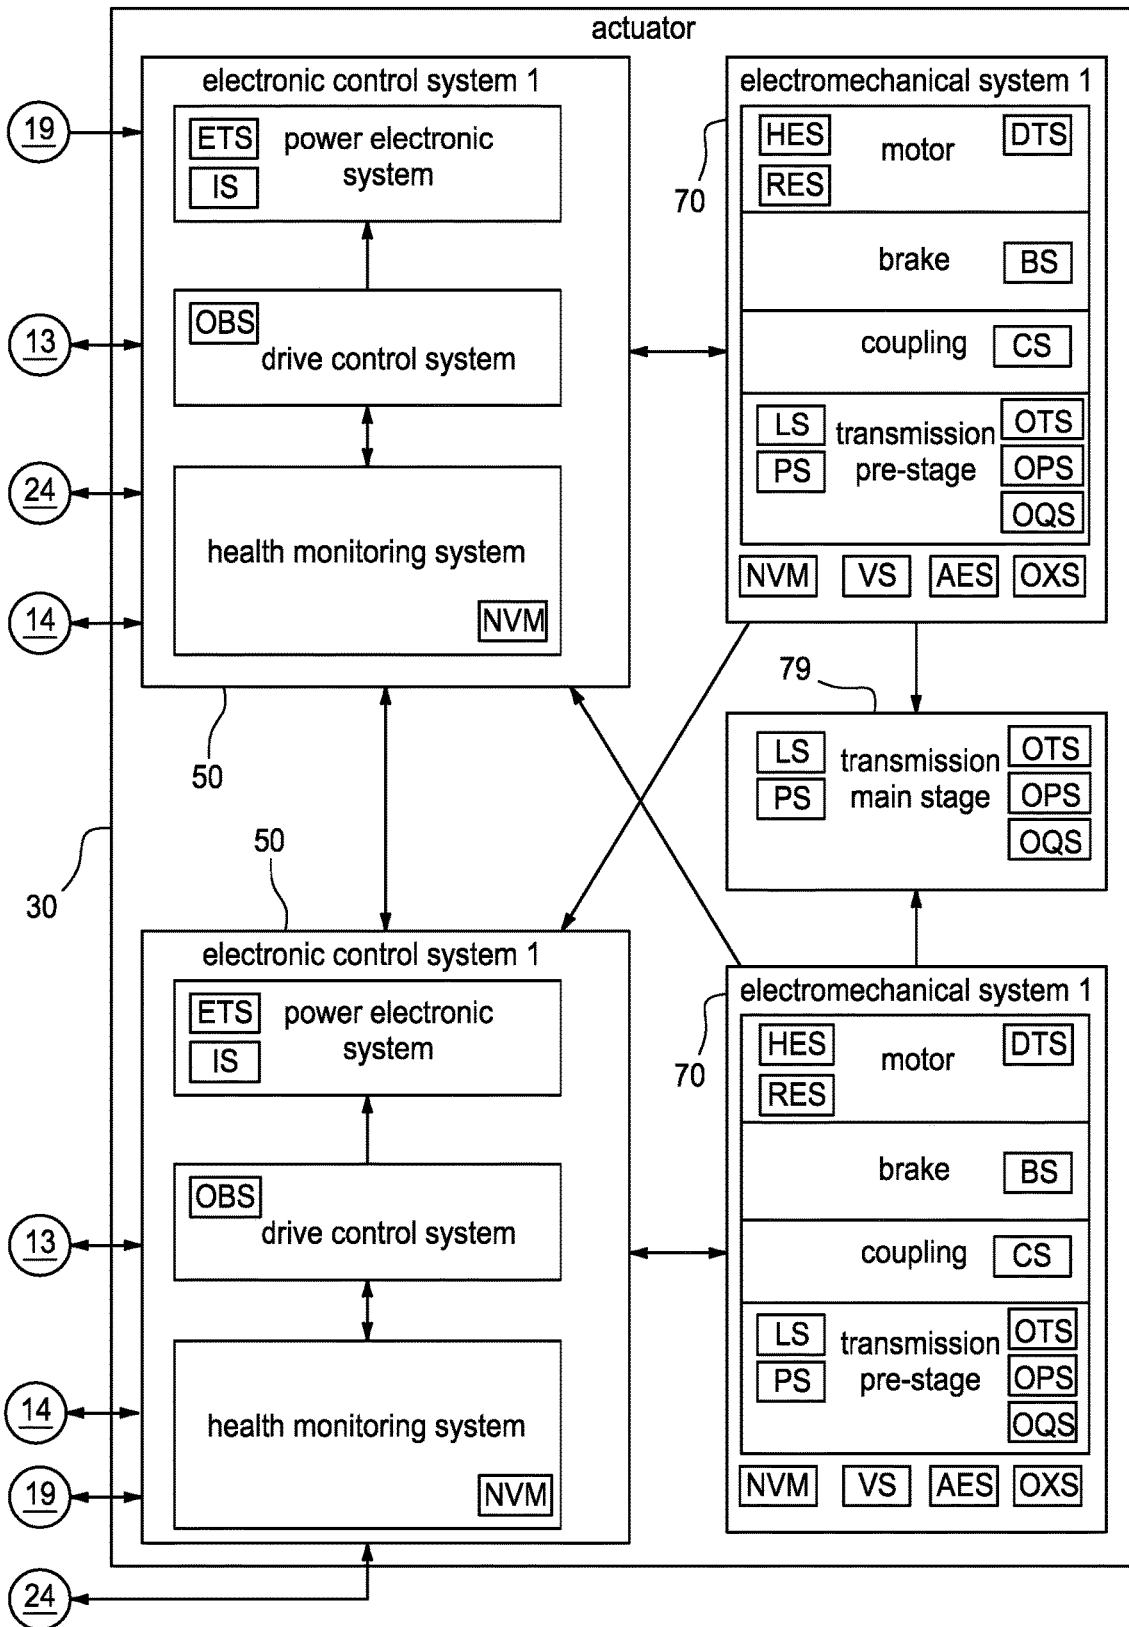 actuator
electronic control system 1
19
ETS
power electronic
system
IS
OBS
13
drive control system
24
health monitoring system
14
NVM
50
electromechanical system 1
70
HES
motor
DTS
RES
brake
BS
coupling
CS
LS
transmission
OTS
PS
pre-stage
OPS
OQS
NVM
VS
AES
OXS
79
LS
transmission
OTS
PS
main stage
OPS
OQS
30
50
electronic control system 1
ETS
power electronic
system
IS
OBS
13
drive control system
14
health monitoring system
19
NVM
24
electromechanical system 1
70
HES
motor
DTS
RES
brake
BS
coupling
CS
LS
transmission
OTS
PS
pre-stage
OPS
OQS
NVM
VS
AES
OXS